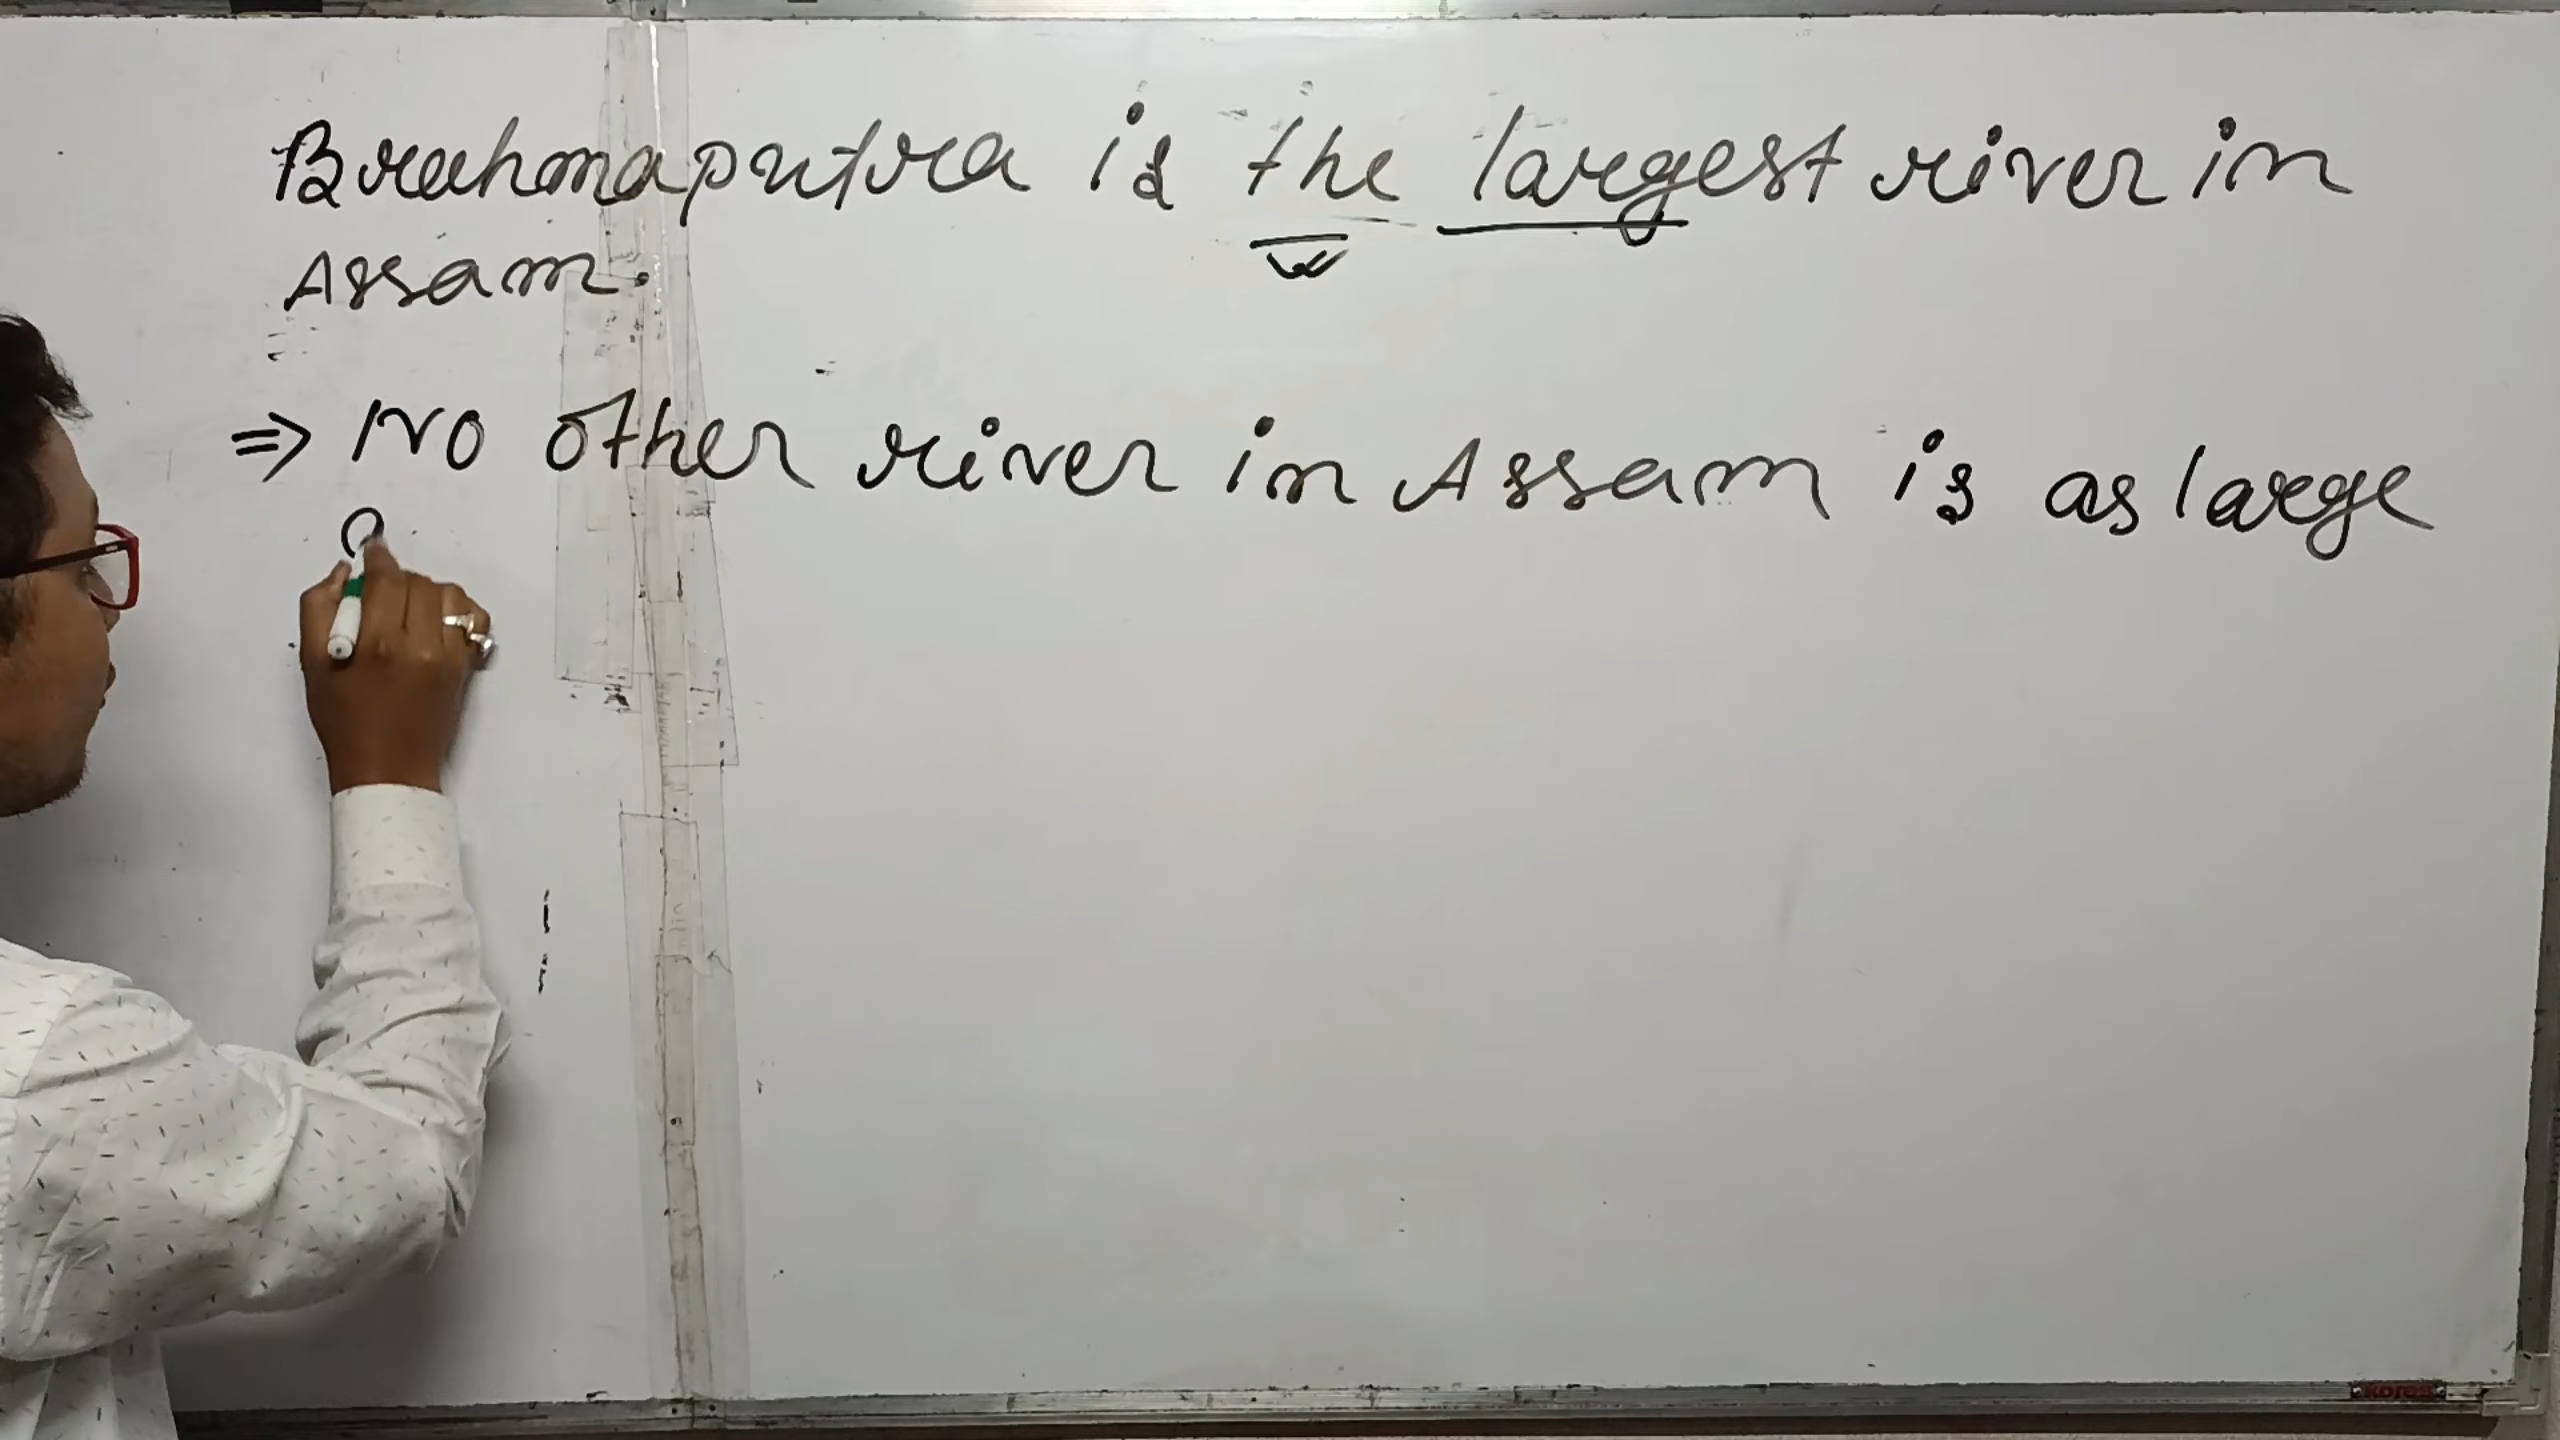 Brahmaputra is the largest river in
Assam.
⇒ No other river in Assam is as large